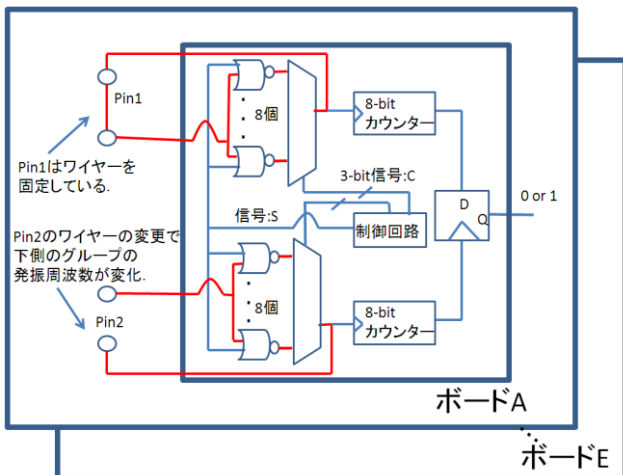 Pin1
8個
8-bit
カウンター
Pin1はワイヤーを
固定している.
3-bit信号:C
D
Q
0 or 1
信号:S
制御回路
Pin2のワイヤーの変更で
下側のグループの
発振周波数が変化.
8個
8-bit
カウンター
Pin2
ボードA
ボードE